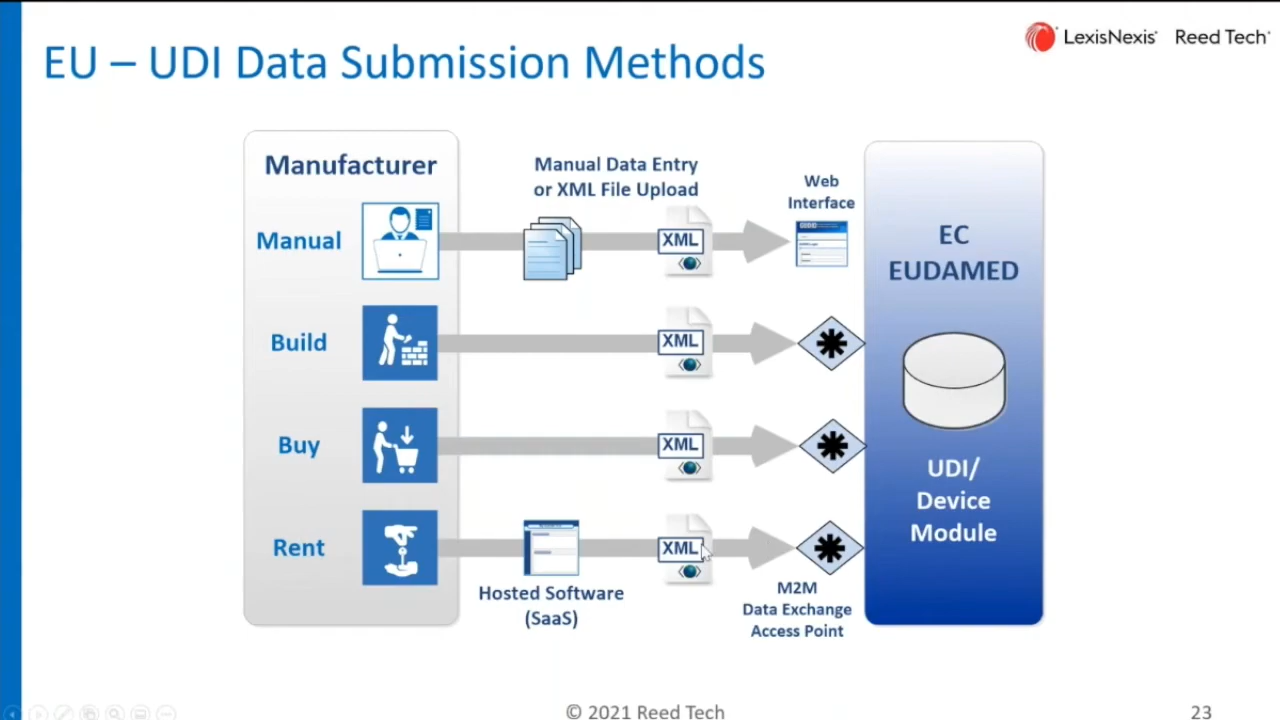 EU – UDI Data Submission Methods
LexisNexis® Reed Tech®
Manufacturer
Manual Data Entry
or XML File Upload
Web
Interface
Manual
XML
EC
EUDAMED
Build
XML
Buy
XML
UDI/
Device
Module
Rent
XML
Hosted Software
(SaaS)
M2M
Data Exchange
Access Point
© 2021 Reed Tech
23